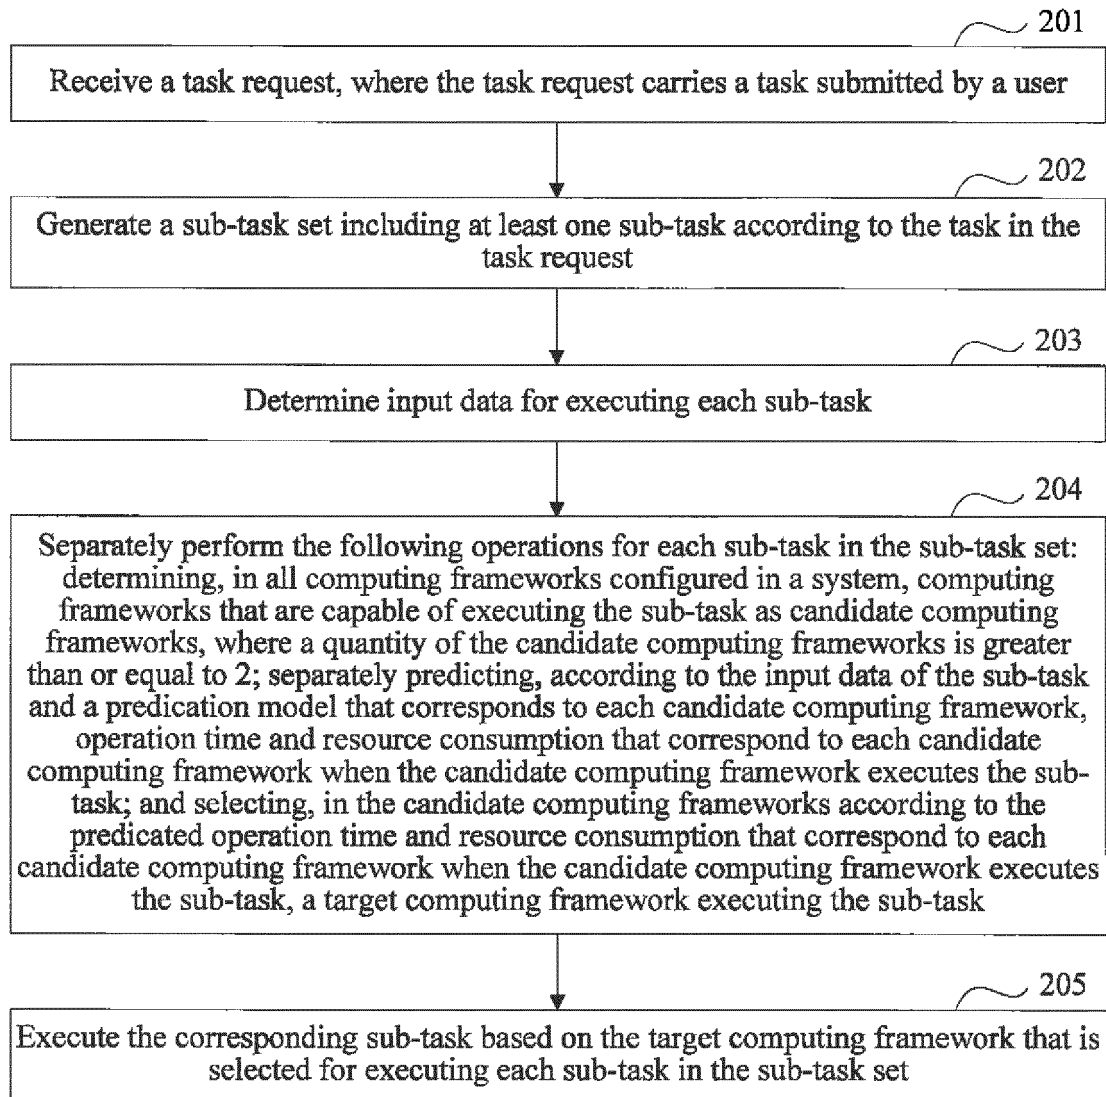 201
Receive a task request, where the task request carries a task submitted by a user
202
Generate a sub-task set including at least one sub-task according to the task in the
task request
203
Determine input data for executing each sub-task
204
Separately perform the following operations for each sub-task in the sub-task set:
determining, in all computing frameworks configured in a system, computing
frameworks that are capable of executing the sub-task as candidate computing
frameworks, where a quantity of the candidate computing frameworks is greater
than or equal to 2; separately predicting, according to the input data of the sub-task
and a predication model that corresponds to each candidate computing framework,
operation time and resource consumption that correspond to each candidate
computing framework when the candidate computing framework executes the sub-
task; and selecting, in the candidate computing frameworks according to the
predicated operation time and resource consumption that correspond to each
candidate computing framework when the candidate computing framework executes
the sub-task, a target computing framework executing the sub-task
205
Execute the corresponding sub-task based on the target computing framework that is
selected for executing each sub-task in the sub-task set